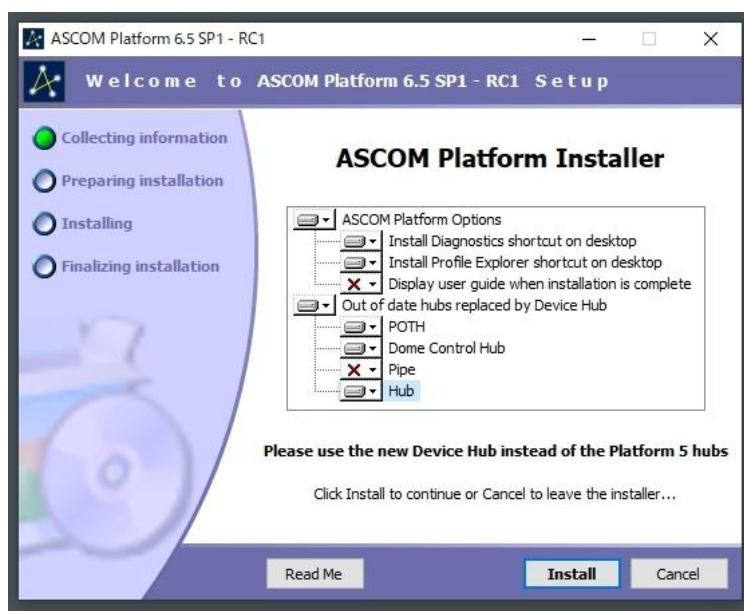 ASCOM Platform 6.5 SP1 - RC1
Welcome to ASCOM Platform 6.5 SP1 - RC1 Setup
Collecting information
Preparing installation
Installing
Finalizing installation
ASCOM Platform Installer
ASCOM Platform Options
Install Diagnostics shortcut on desktop
Install Profile Explorer shortcut on desktop
Display user guide when installation is complete
Out of date hubs replaced by Device Hub
POTH
Dome Control Hub
Pipe
Hub
Please use the new Device Hub instead of the Platform 5 hubs
Click Install to continue or Cancel to leave the installer...
Read Me
Install
Cancel